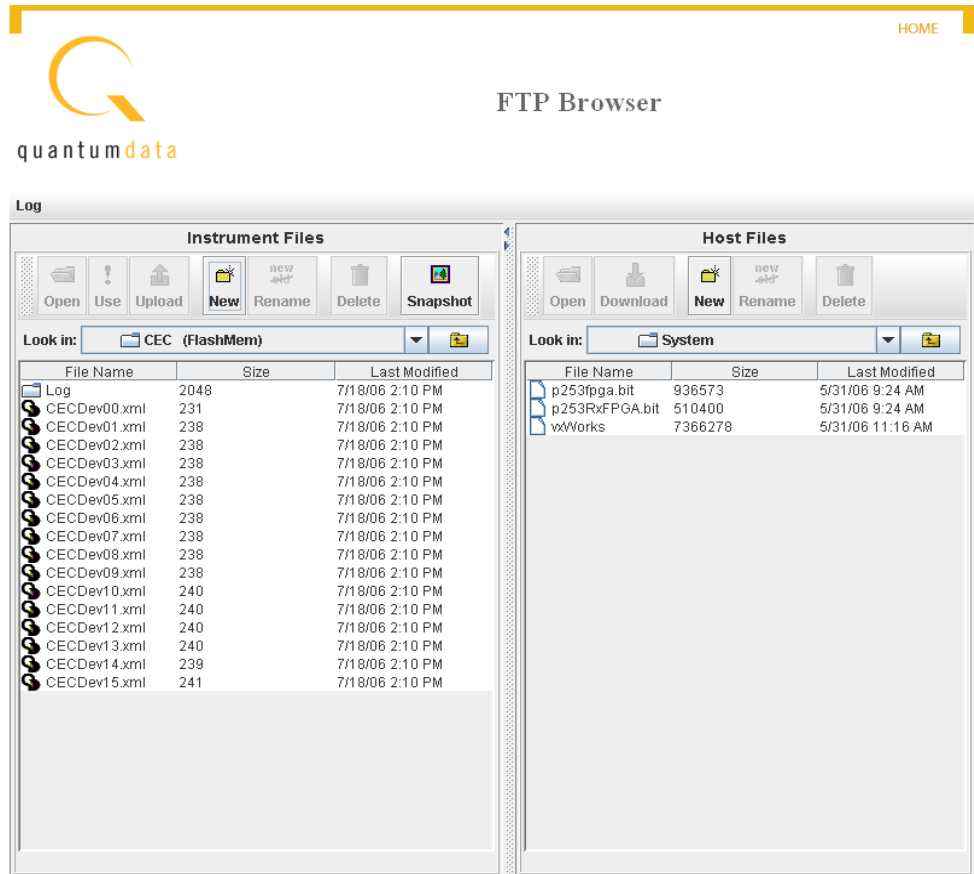 HOME
FTP Browser
quantumdata
Log
Instrument Files
Open Use Upload New new old Rename Delete Snapshot
Look in: CEC (FlashMem)
File Name Size Last Modified
Log 2048 7/18/06 2:10 PM
CECDev00.xml 231 7/18/06 2:10 PM
CECDev01.xml 238 7/18/06 2:10 PM
CECDev02.xml 238 7/18/06 2:10 PM
CECDev03.xml 238 7/18/06 2:10 PM
CECDev04.xml 238 7/18/06 2:10 PM
CECDev05.xml 238 7/18/06 2:10 PM
CECDev06.xml 238 7/18/06 2:10 PM
CECDev07.xml 238 7/18/06 2:10 PM
CECDev08.xml 238 7/18/06 2:10 PM
CECDev09.xml 238 7/18/06 2:10 PM
CECDev10.xml 240 7/18/06 2:10 PM
CECDev11.xml 240 7/18/06 2:10 PM
CECDev12.xml 240 7/18/06 2:10 PM
CECDev13.xml 240 7/18/06 2:10 PM
CECDev14.xml 239 7/18/06 2:10 PM
CECDev15.xml 241 7/18/06 2:10 PM
Host Files
Open Download New new old Rename Delete
Look in: System
File Name Size Last Modified
p253fpga.bit 936573 5/31/06 9:24 AM
p253RxFPGA.bit 510400 5/31/06 9:24 AM
vxWorks 7366278 5/31/06 11:16 AM